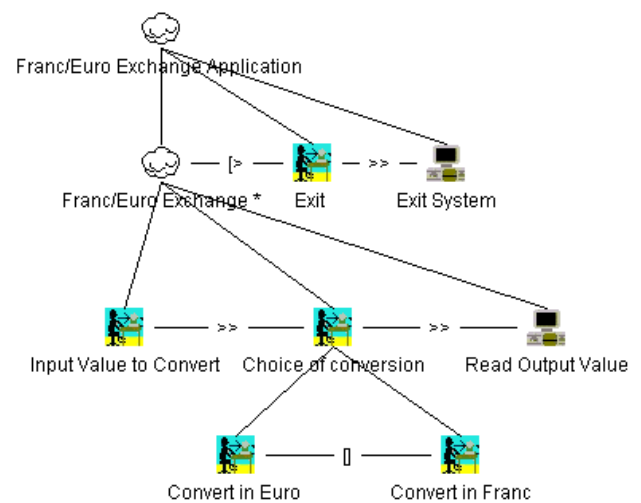 Franc/Euro Exchange Application
[>
>>
Franc/Euro Exchange *
Exit
Exit System
>>
>>
Input Value to Convert
Choice of conversion
Read Output Value
[]
Convert in Euro
Convert in Franc